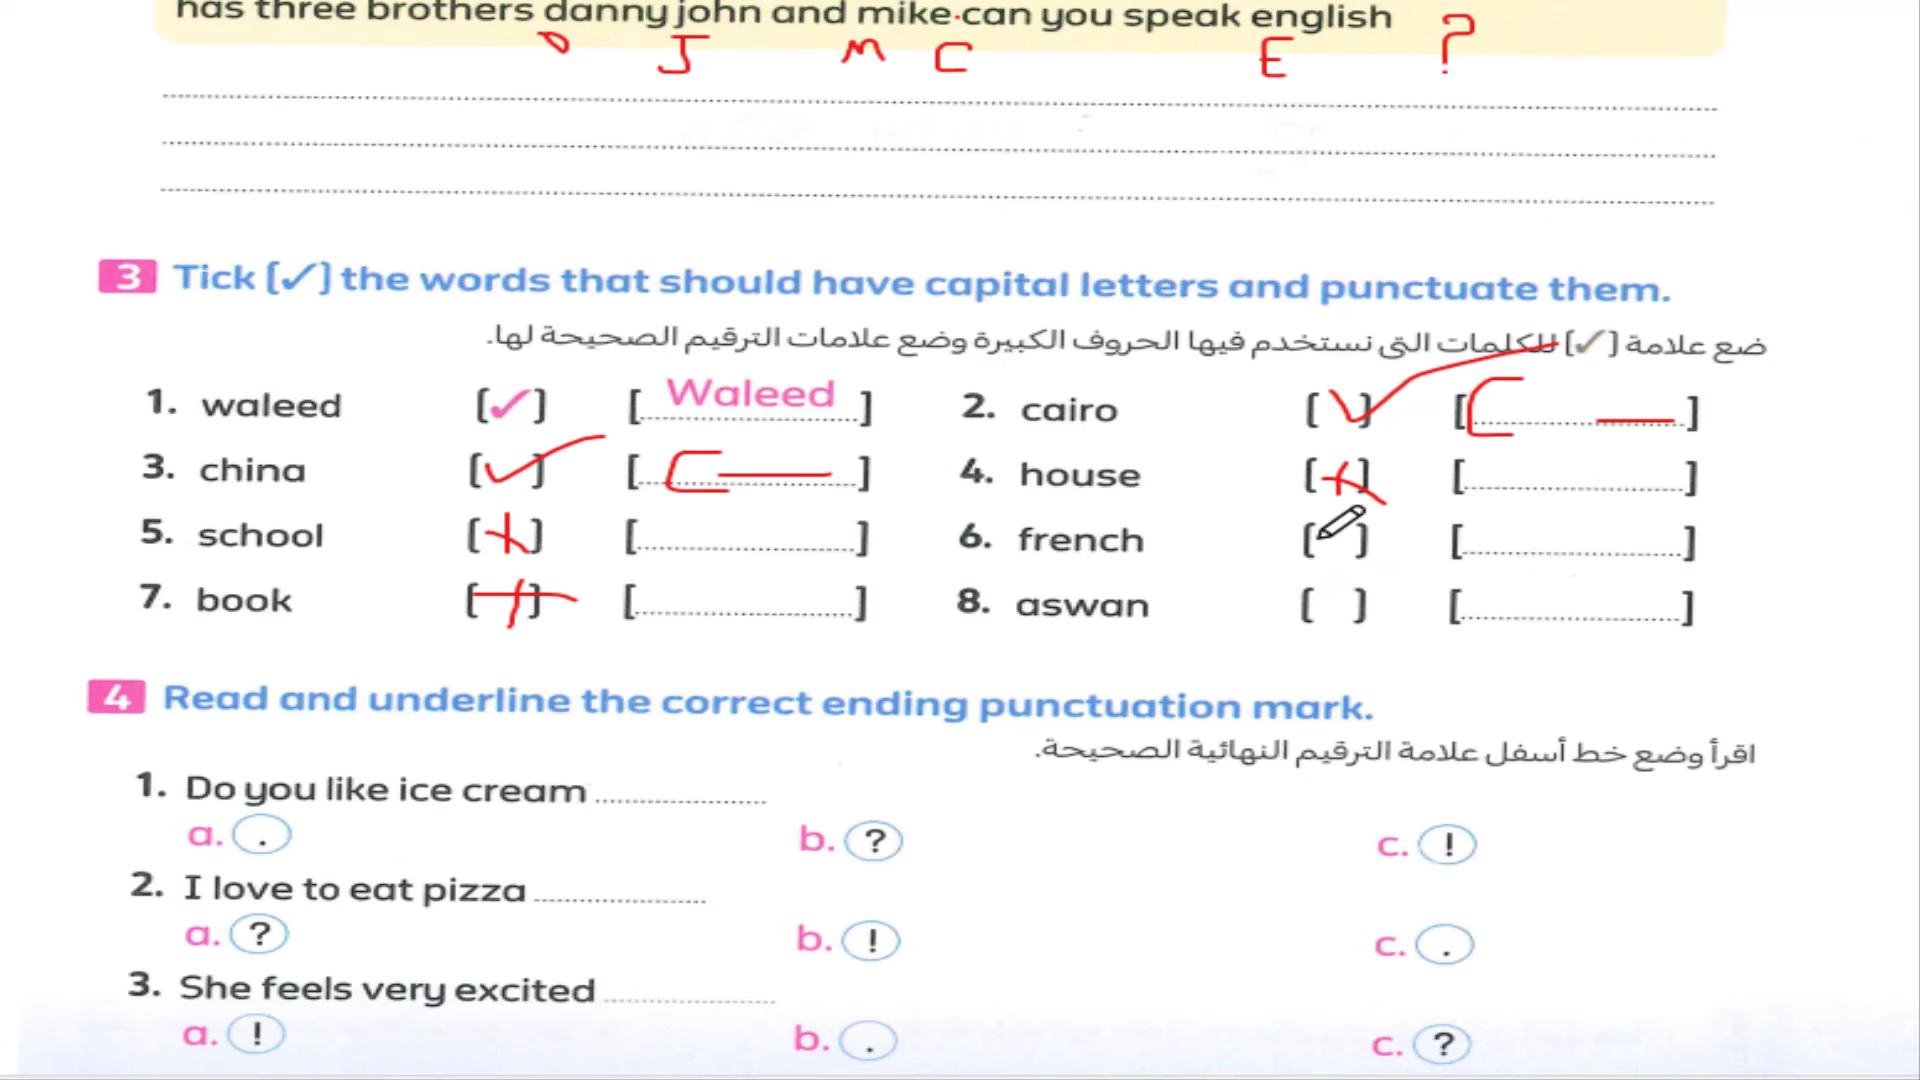 has three brothers danny john and mike.can you speak english
D J M C E ?
3 Tick [✓] the words that should have capital letters and punctuate them.
ضع علامة [✓] للكلمات التى نستخدم فيها الحروف الكبيرة وضع علامات الترقيم الصحيحة لها.
1. waleed [✓] [Waleed] 2. cairo [✓] [C]
3. china [✓] [C] 4. house [x] [............]
5. school [x] [............] 6. french [ ] [............]
7. book [x] [............] 8. aswan [ ] [............]
4 Read and underline the correct ending punctuation mark.
اقرأ وضع خط أسفل علامة الترقيم النهائية الصحيحة.
1. Do you like ice cream ............
a. . b. ? c. !
2. I love to eat pizza ............
a. ? b. ! c. .
3. She feels very excited ............
a. ! b. . c. ?